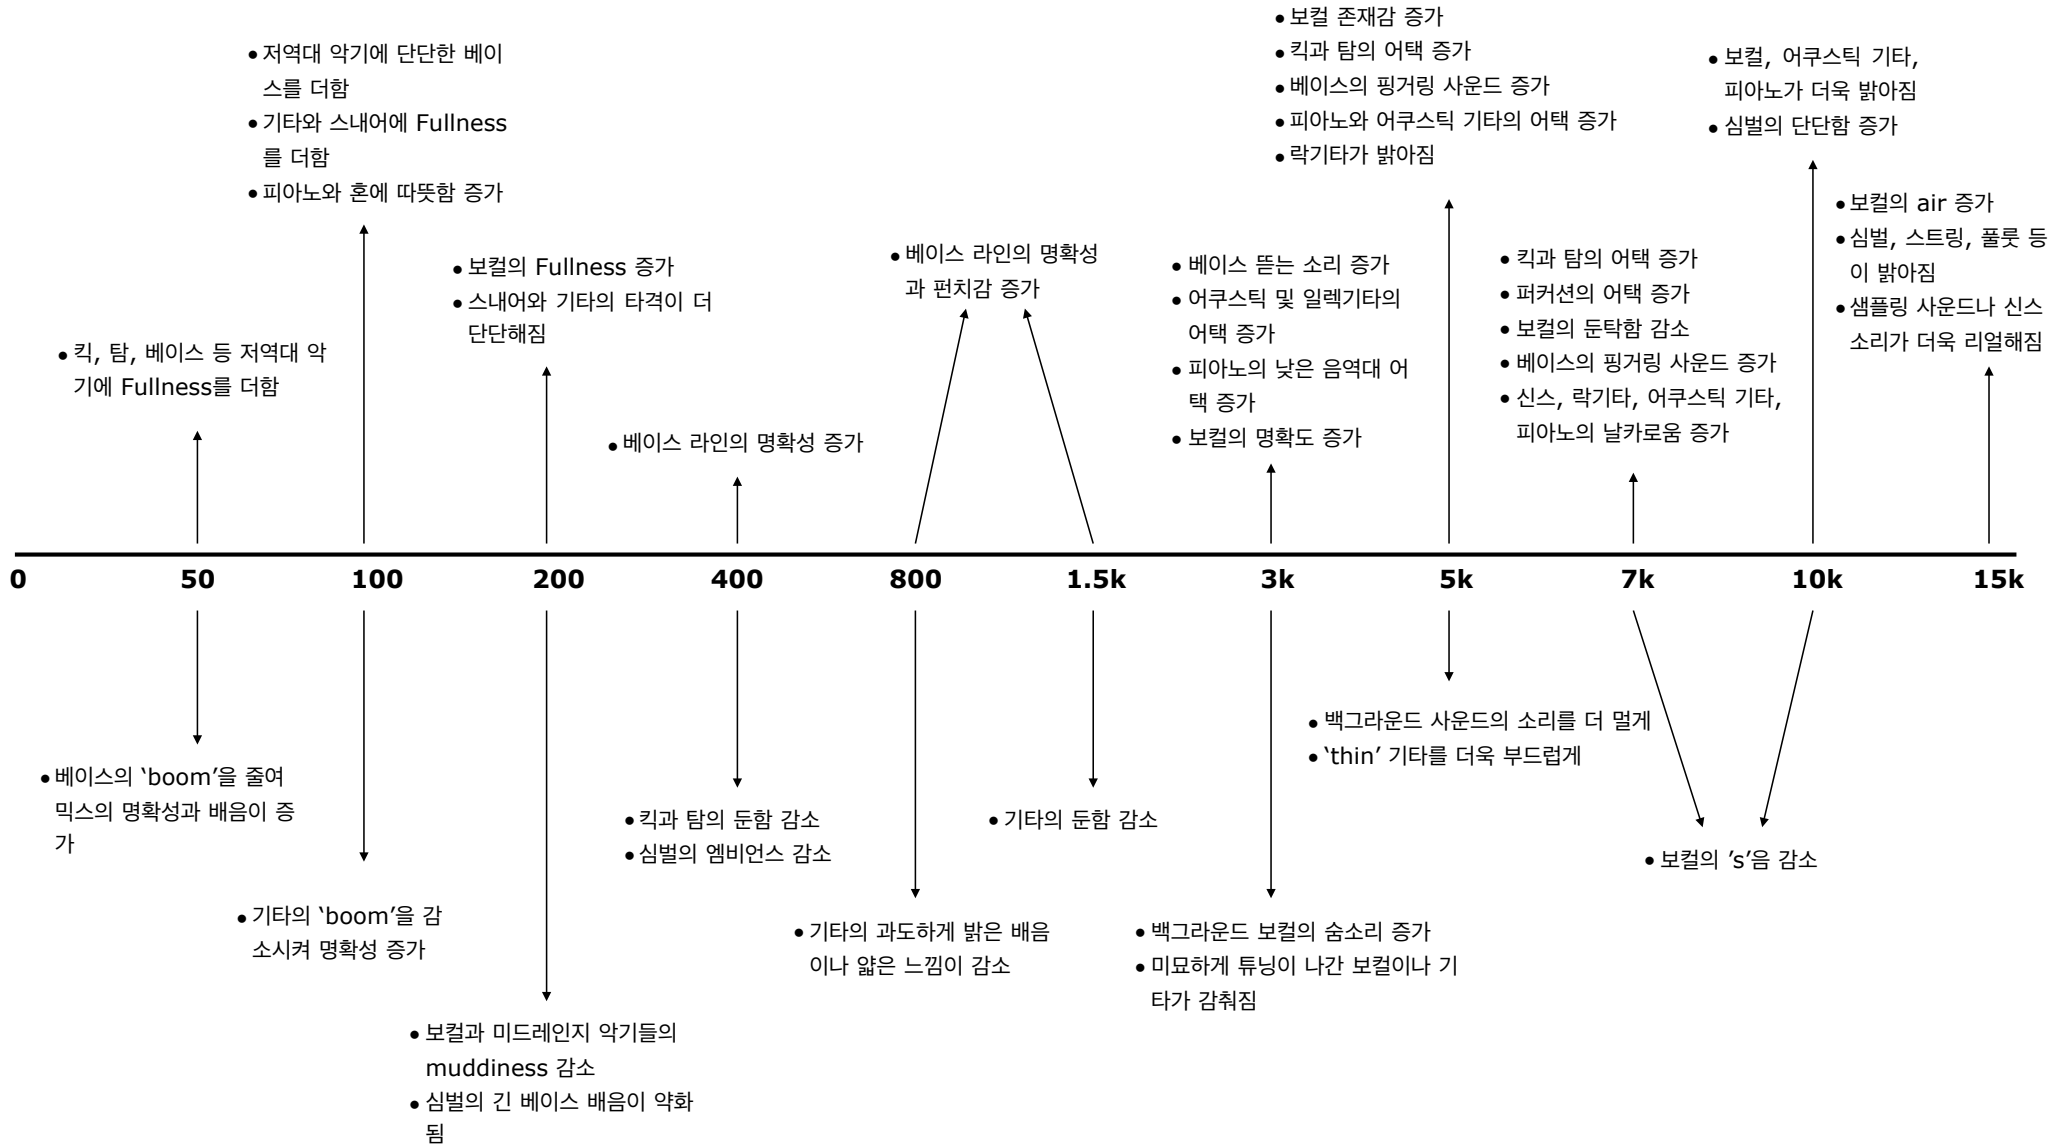 ● 저역대 악기에 단단한 베이
스를 더함
● 기타와 스내어에 Fullness
를 더함
● 피아노와 혼에 따뜻함 증가
● 보컬 존재감 증가
● 킥과 탐의 어택 증가
● 베이스의 핑거링 사운드 증가
● 피아노와 어쿠스틱 기타의 어택 증가
● 락기타가 밝아짐
● 보컬, 어쿠스틱 기타,
피아노가 더욱 밝아짐
● 심벌의 단단함 증가
● 보컬의 air 증가
● 심벌, 스트링, 풀룻 등
이 밝아짐
● 샘플링 사운드나 신스
소리가 더욱 리얼해짐
● 킥, 탐, 베이스 등 저역대 악
기에 Fullness를 더함
● 보컬의 Fullness 증가
● 스내어와 기타의 타격이 더
단단해짐
● 베이스 라인의 명확성 증가
● 베이스 라인의 명확성
과 펀치감 증가
● 베이스 뜯는 소리 증가
● 어쿠스틱 및 일렉기타의
어택 증가
● 피아노의 낮은 음역대 어
택 증가
● 보컬의 명확도 증가
● 킥과 탐의 어택 증가
● 퍼커션의 어택 증가
● 보컬의 둔탁함 감소
● 베이스의 핑거링 사운드 증가
● 신스, 락기타, 어쿠스틱 기타,
피아노의 날카로움 증가
0 50 100 200 400 800 1.5k 3k 5k 7k 10k 15k
● 베이스의 ‘boom’을 줄여
믹스의 명확성과 배음이 증
가
● 기타의 ‘boom’을 감
소시켜 명확성 증가
● 보컬과 미드레인지 악기들의
muddiness 감소
● 심벌의 긴 베이스 배음이 약화
됨
● 킥과 탐의 둔함 감소
● 심벌의 엠비언스 감소
● 기타의 과도하게 밝은 배음
이나 얇은 느낌이 감소
● 기타의 둔함 감소
● 백그라운드 보컬의 숨소리 증가
● 미묘하게 튜닝이 나간 보컬이나 기
타가 감춰짐
● 백그라운드 사운드의 소리를 더 멀게
● ‘thin’ 기타를 더욱 부드럽게
● 보컬의 ’s’음 감소